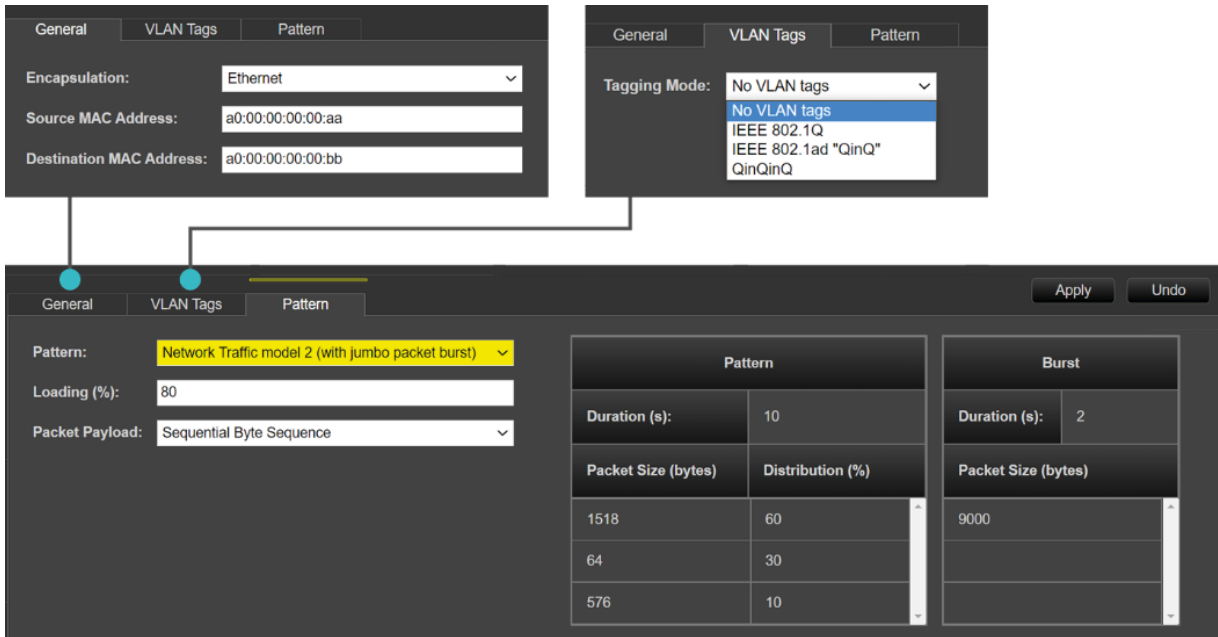 General VLAN Tags Pattern
Encapsulation: Ethernet
Source MAC Address: a0:00:00:00:00:aa
Destination MAC Address: a0:00:00:00:00:bb
General VLAN Tags Pattern
Tagging Mode: No VLAN tags
No VLAN tags
IEEE 802.1Q
IEEE 802.1ad "QinQ"
QinQinQ
General VLAN Tags Pattern Apply Undo
Pattern: Network Traffic model 2 (with jumbo packet burst)
Loading (%): 80
Packet Payload: Sequential Byte Sequence
Pattern
Duration (s): 10
Packet Size (bytes) Distribution (%)
1518 60
64 30
576 10
Burst
Duration (s): 2
Packet Size (bytes)
9000